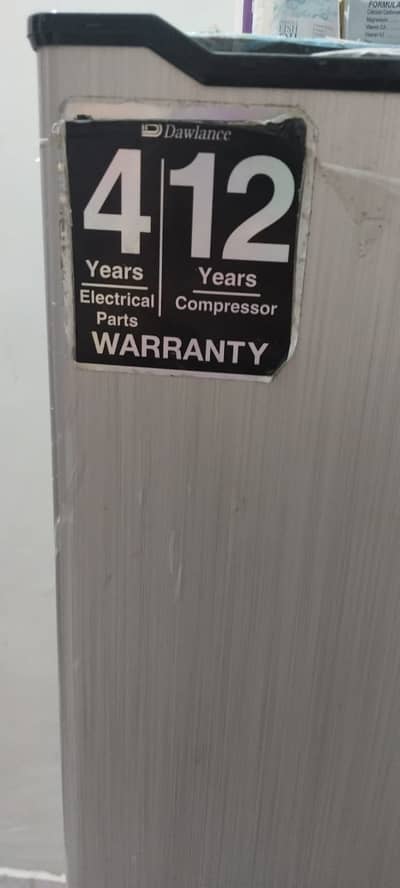 FORMULA
Dawlance
4 12
Years Years
Electrical Compressor
Parts
WARRANTY